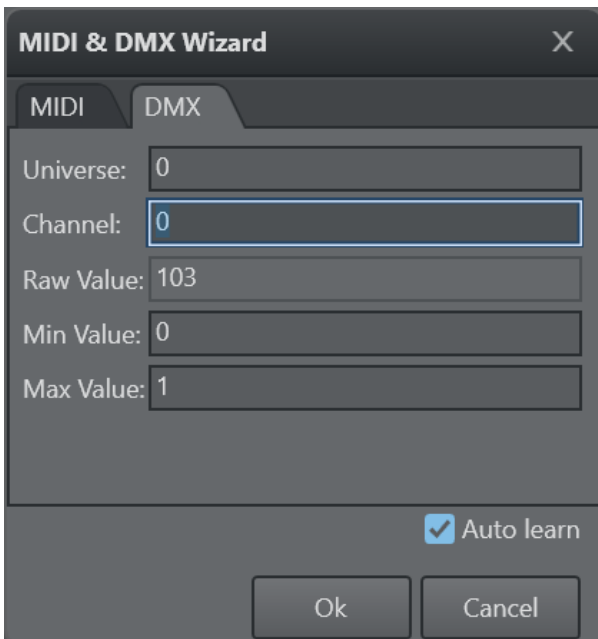 MIDI & DMX Wizard X
MIDI DMX
Universe: 0
Channel: 0
Raw Value: 103
Min Value: 0
Max Value: 1
Auto learn
Ok Cancel